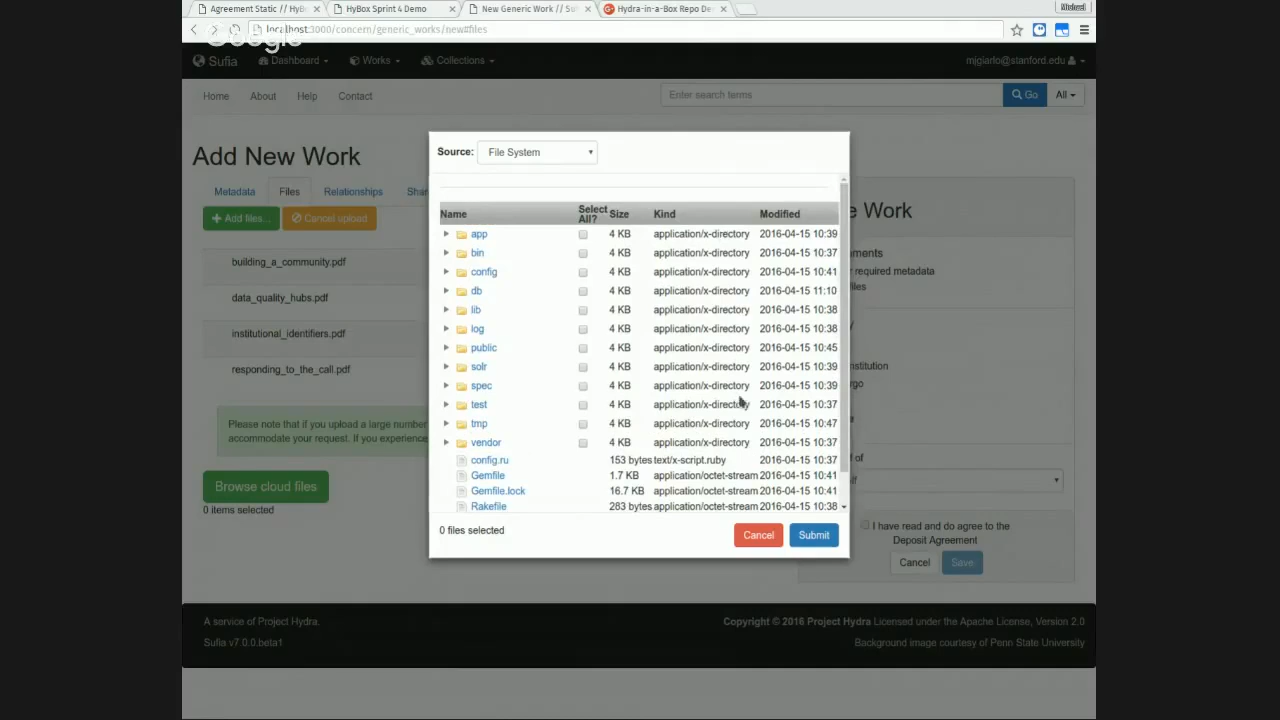 Agreement Static // HyB
HyBox Sprint 4 Demo
New Generic Work // Su
Hydra-in-a-Box Repo De
localhost:3000/concern/generic_works/new#files
Google
Sufia Dashboard Works Collections mjgiarlo@stanford.edu
Home About Help Contact Enter search terms Go All
Add New Work
Metadata Files Relationships Shar
Add files... Cancel upload
building_a_community.pdf
data_quality_hubs.pdf
institutional_identifiers.pdf
responding_to_the_call.pdf
Please note that if you upload a large number
accommodate your request. If you experience
Browse cloud files
0 items selected
Source: File System
Name Select All? Size Kind Modified
app 4 KB application/x-directory 2016-04-15 10:39
bin 4 KB application/x-directory 2016-04-15 10:37
config 4 KB application/x-directory 2016-04-15 10:41
db 4 KB application/x-directory 2016-04-15 11:10
lib 4 KB application/x-directory 2016-04-15 10:38
log 4 KB application/x-directory 2016-04-15 10:38
public 4 KB application/x-directory 2016-04-15 10:45
solr 4 KB application/x-directory 2016-04-15 10:39
spec 4 KB application/x-directory 2016-04-15 10:39
test 4 KB application/x-directory 2016-04-15 10:37
tmp 4 KB application/x-directory 2016-04-15 10:47
vendor 4 KB application/x-directory 2016-04-15 10:37
config.ru 153 bytes text/x-script.ruby 2016-04-15 10:37
Gemfile 1.7 KB application/octet-stream 2016-04-15 10:41
Gemfile.lock 16.7 KB application/octet-stream 2016-04-15 10:41
Rakefile 283 bytes application/octet-stream 2016-04-15 10:38
0 files selected
Cancel Submit
e Work
ments
r required metadata
iles
stitution
rgo
f of
I have read and do agree to the
Deposit Agreement
Cancel Save
A service of Project Hydra.
Sufia v7.0.0.beta1
Copyright © 2016 Project Hydra Licensed under the Apache License, Version 2.0
Background image courtesy of Penn State University